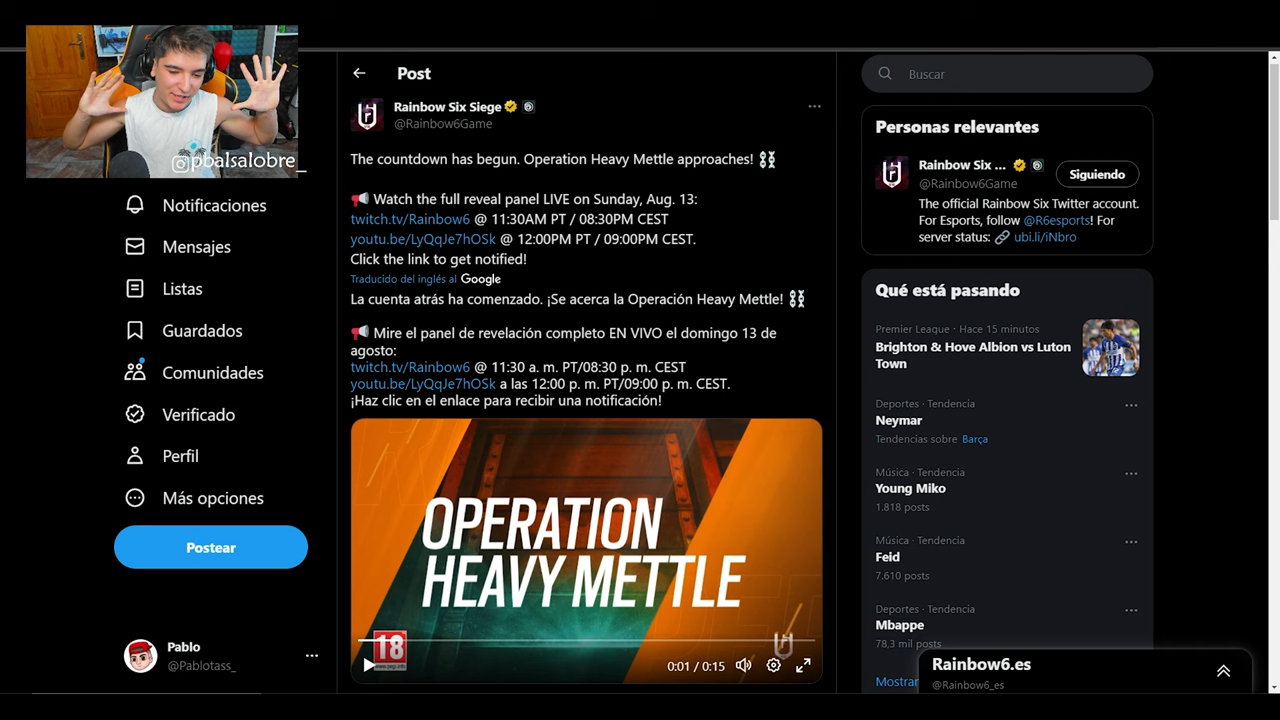 pbalsalobre_
Notificaciones
Mensajes
Listas
Guardados
Comunidades
Verificado
Perfil
Más opciones
Postear
Pablo
@Pablotass_
Post
Rainbow Six Siege
@Rainbow6Game
The countdown has begun. Operation Heavy Mettle approaches! ⛓
📢 Watch the full reveal panel LIVE on Sunday, Aug. 13:
twitch.tv/Rainbow6 @ 11:30AM PT / 08:30PM CEST
youtu.be/LyQqJe7hOSk @ 12:00PM PT / 09:00PM CEST.
Click the link to get notified!
Traducido del inglés al Google
La cuenta atrás ha comenzado. ¡Se acerca la Operación Heavy Mettle! ⛓
📢 Mire el panel de revelación completo EN VIVO el domingo 13 de
agosto:
twitch.tv/Rainbow6 @ 11:30 a. m. PT/08:30 p. m. CEST
youtu.be/LyQqJe7hOSk a las 12:00 p. m. PT/09:00 p. m. CEST.
¡Haz clic en el enlace para recibir una notificación!
OPERATION
HEAVY METTLE
18
www.pegi.info
0:01 / 0:15
Buscar
Personas relevantes
Rainbow Six ...
@Rainbow6Game
Siguiendo
The official Rainbow Six Twitter account.
For Esports, follow @R6esports! For
server status: 🔗 ubi.li/iNbro
Qué está pasando
Premier League · Hace 15 minutos
Brighton & Hove Albion vs Luton
Town
Deportes · Tendencia
Neymar
Tendencias sobre Barça
Música · Tendencia
Young Miko
1.818 posts
Música · Tendencia
Feid
7.610 posts
Deportes · Tendencia
Mbappe
78,3 mil posts
Mostrar
Rainbow6.es
@Rainbow6_es